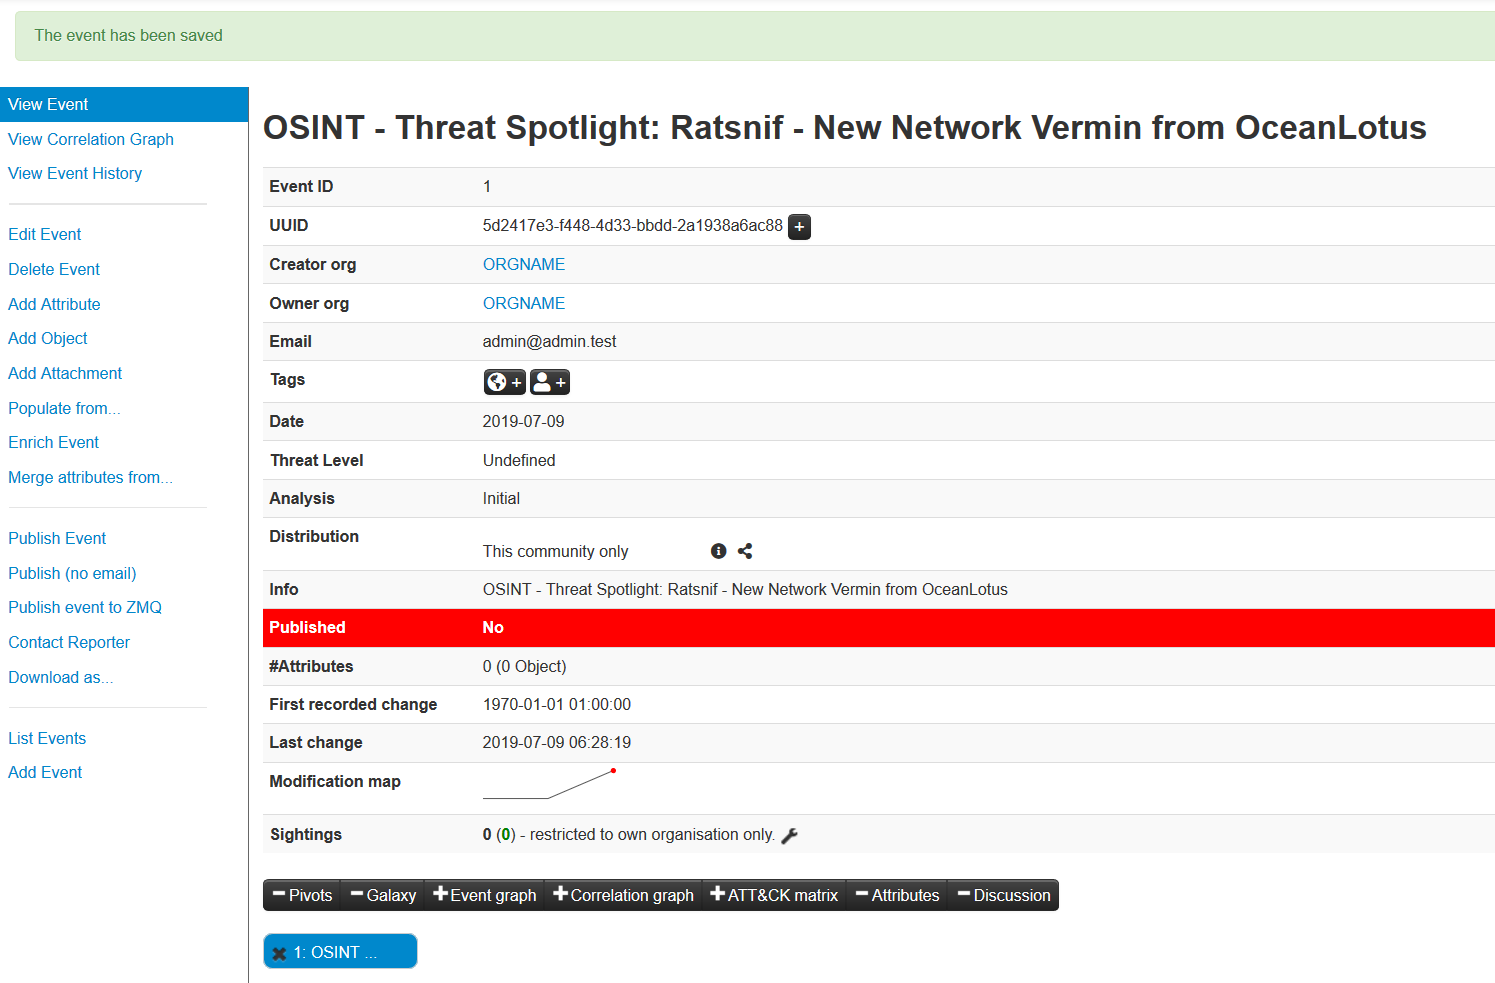 The event has been saved
View Event
View Correlation Graph
View Event History
Edit Event
Delete Event
Add Attribute
Add Object
Add Attachment
Populate from...
Enrich Event
Merge attributes from...
Publish Event
Publish (no email)
Publish event to ZMQ
Contact Reporter
Download as...
List Events
Add Event
OSINT - Threat Spotlight: Ratsnif - New Network Vermin from OceanLotus
Event ID 1
UUID 5d2417e3-f448-4d33-bbdd-2a1938a6ac88 +
Creator org ORGNAME
Owner org ORGNAME
Email admin@admin.test
Tags + +
Date 2019-07-09
Threat Level Undefined
Analysis Initial
Distribution This community only
Info OSINT - Threat Spotlight: Ratsnif - New Network Vermin from OceanLotus
Published No
#Attributes 0 (0 Object)
First recorded change 1970-01-01 01:00:00
Last change 2019-07-09 06:28:19
Modification map
Sightings 0 (0) - restricted to own organisation only.
− Pivots − Galaxy + Event graph + Correlation graph + ATT&CK matrix − Attributes − Discussion
✖ 1: OSINT ...